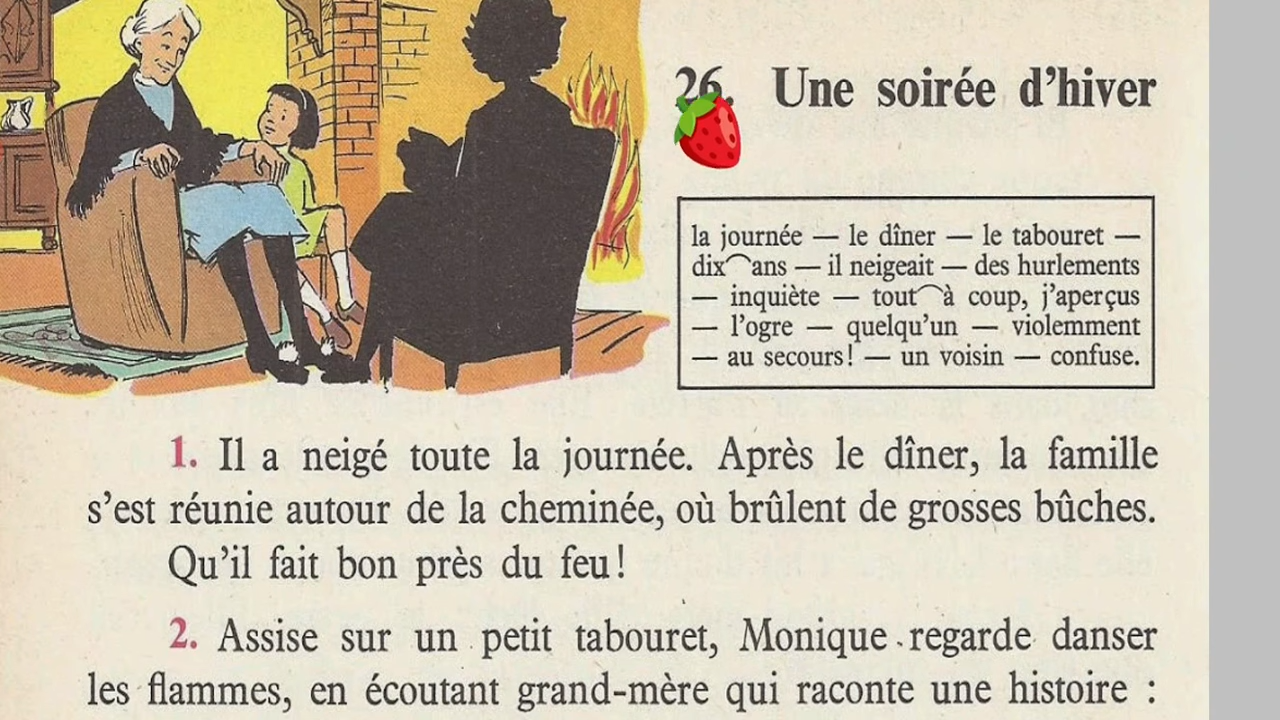 26. Une soirée d'hiver
la journée — le dîner — le tabouret —
dix‿ans — il neigeait — des hurlements
— inquiète — tout‿à coup, j'aperçus
— l'ogre — quelqu'un — violemment
— au secours! — un voisin — confuse.
1. Il a neigé toute la journée. Après le dîner, la famille
s'est réunie autour de la cheminée, où brûlent de grosses bûches.
Qu'il fait bon près du feu!
2. Assise sur un petit tabouret, Monique regarde danser
les flammes, en écoutant grand-mère qui raconte une histoire :